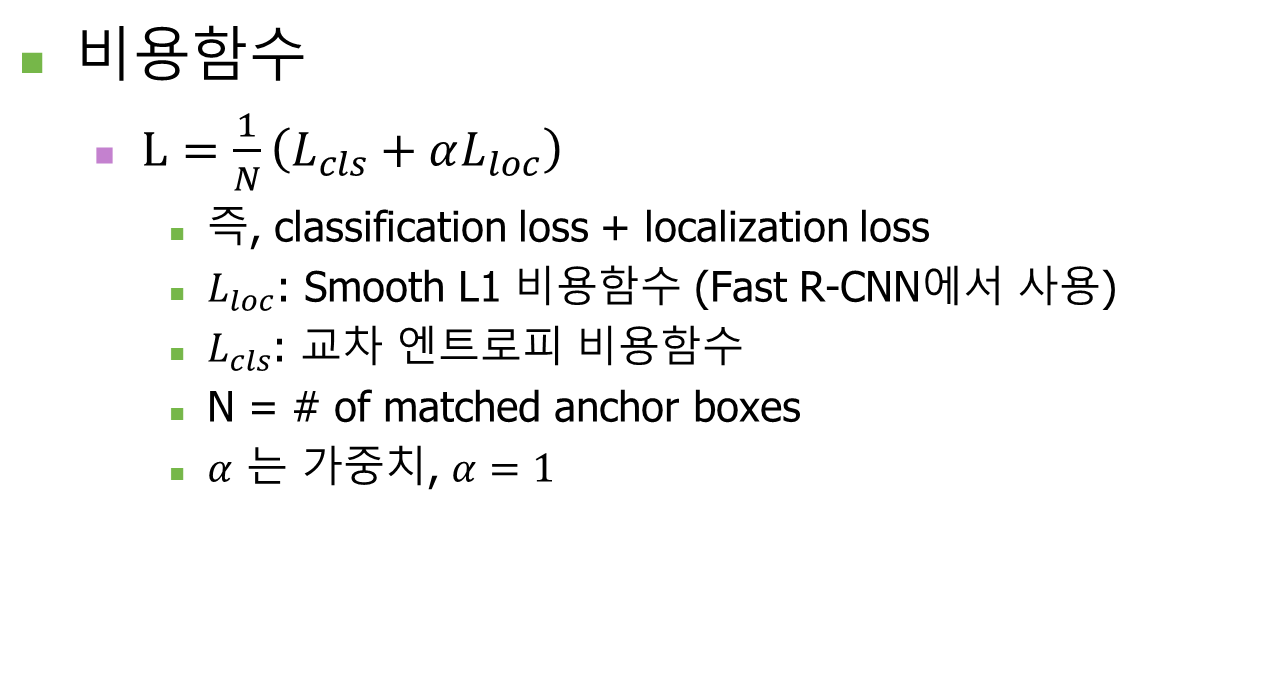 비용함수
L = 1/N (L_cls + αL_loc)
즉, classification loss + localization loss
L_loc: Smooth L1 비용함수 (Fast R-CNN에서 사용)
L_cls: 교차 엔트로피 비용함수
N = # of matched anchor boxes
α 는 가중치, α = 1